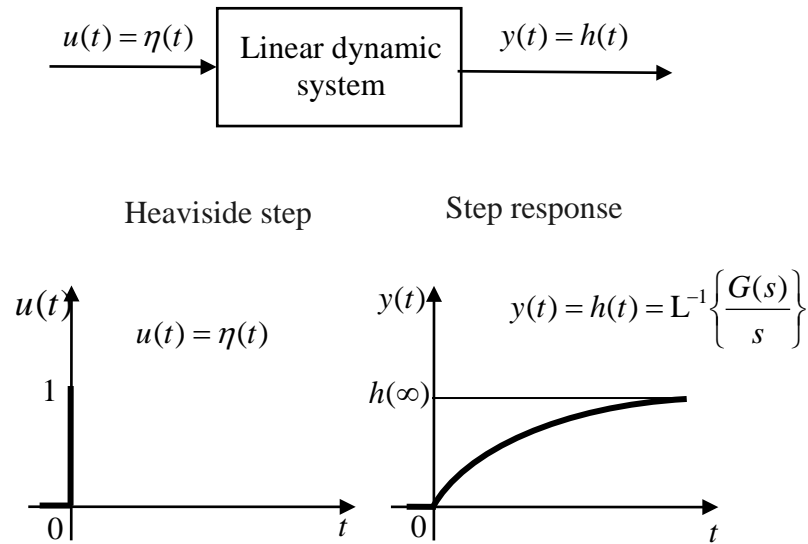 u(t) = η(t)
Linear dynamic
system
y(t) = h(t)
Heaviside step
Step response
u(t)
u(t) = η(t)
1
0
t
y(t)
y(t) = h(t) = L⁻¹{G(s)/s}
h(∞)
0
t